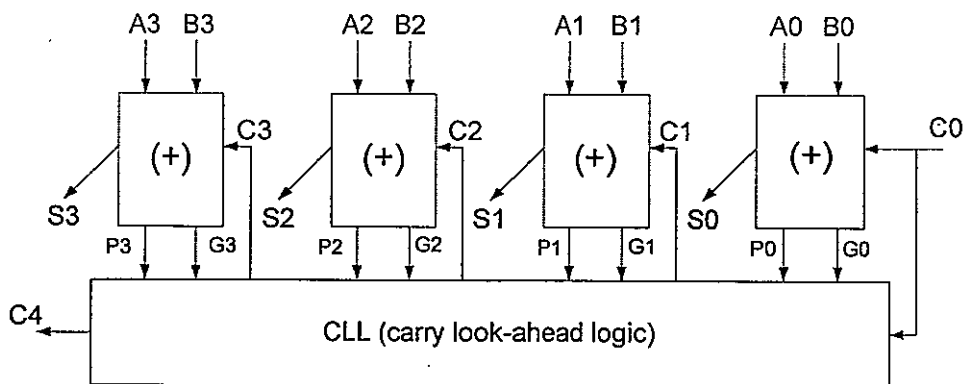 A3 B3 A2 B2 A1 B1 A0 B0
C3 C2 C1 C0
(+) (+) (+) (+)
S3 S2 S1 S0
P3 G3 P2 G2 P1 G1 P0 G0
C4
CLL (carry look-ahead logic)